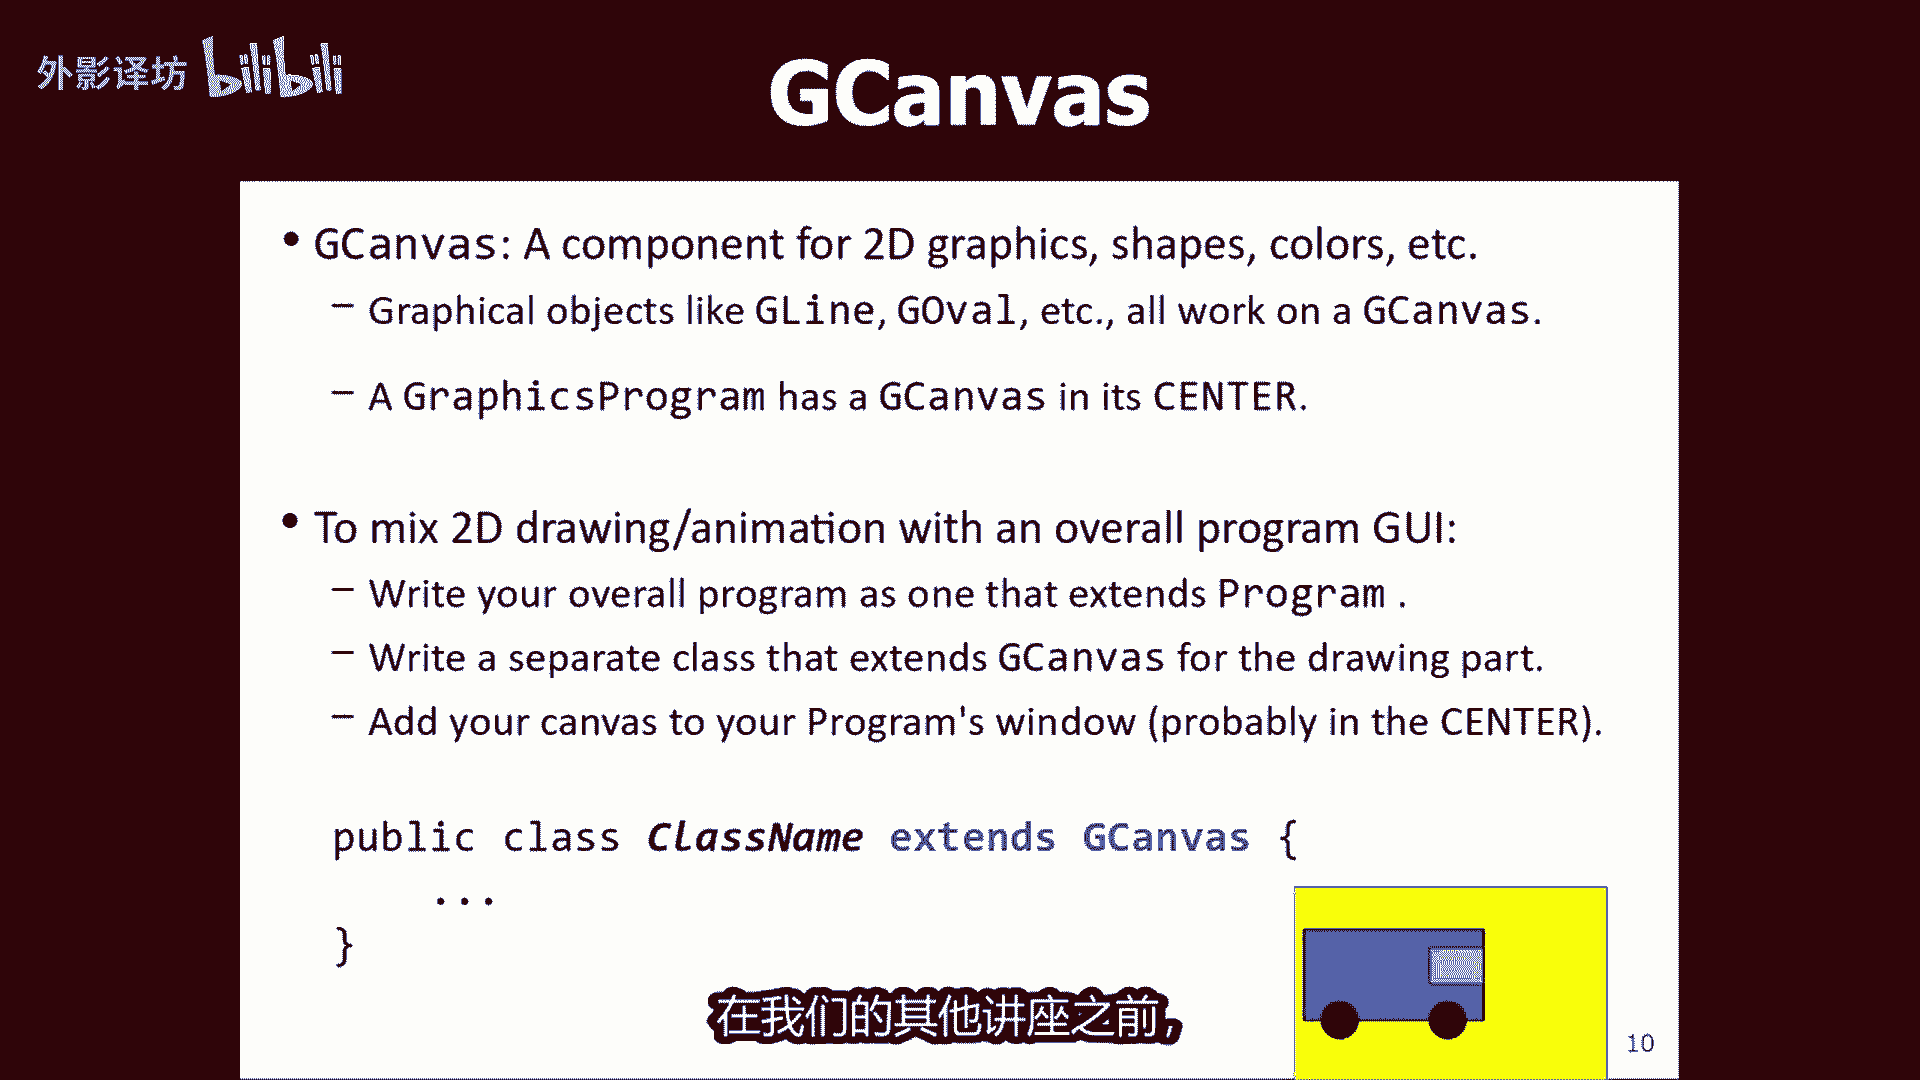 外影译坊 bilibili
GCanvas
• GCanvas: A component for 2D graphics, shapes, colors, etc.
– Graphical objects like GLine, GOval, etc., all work on a GCanvas.
– A GraphicsProgram has a GCanvas in its CENTER.
• To mix 2D drawing/animation with an overall program GUI:
– Write your overall program as one that extends Program .
– Write a separate class that extends GCanvas for the drawing part.
– Add your canvas to your Program's window (probably in the CENTER).
public class ClassName extends GCanvas {
...
}
在我们的其他讲座之前，
10